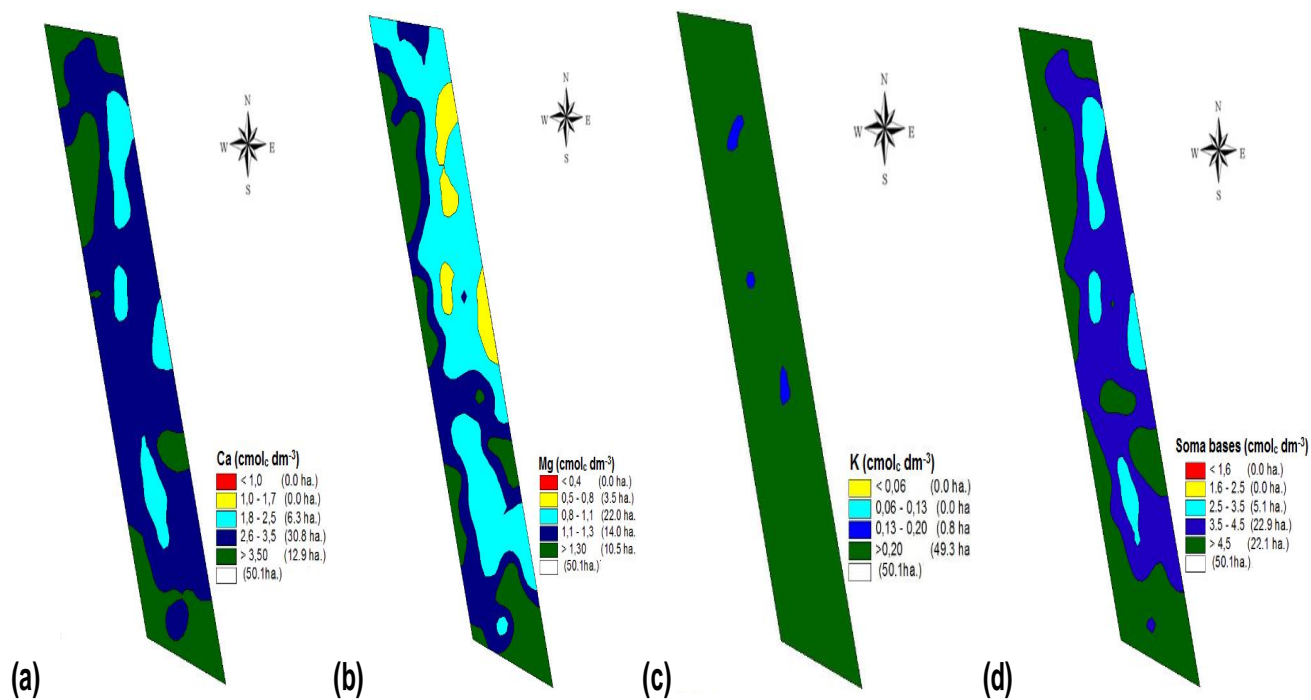 N
W E
S
Ca (cmolc dm-3)
< 1,0 (0.0 ha.)
1.0 - 1,7 (0.0 ha.)
1,8 - 2,5 (6.3 ha.)
2.6 - 3,5 (30.8 ha.)
> 3,50 (12.9 ha.)
(50.1ha.)
(a)
N
W E
S
Mg (cmolc dm-3)
< 0,4 (0.0 ha.)
0,5 - 0,8 (3.5 ha.)
0,8 - 1,1 (22.0 ha.
1,1 - 1,3 (14.0 ha.
> 1,30 (10.5 ha.
(50.1ha.)
(b)
N
W E
S
K (cmolc dm-3)
< 0,06 (0.0 ha.)
0,06 - 0,13 (0.0 ha
0,13 - 0,20 (0.8 ha
>0,20 (49.3 ha
(50.1ha.)
(c)
N
W E
S
Soma bases (cmolc dm-3)
< 1,6 (0.0 ha.)
1.6 - 2.5 (0.0 ha.)
2.5 - 3.5 (5.1 ha.)
3.5 - 4.5 (22.9 ha.)
> 4,5 (22.1 ha.)
(50.1ha.)
(d)